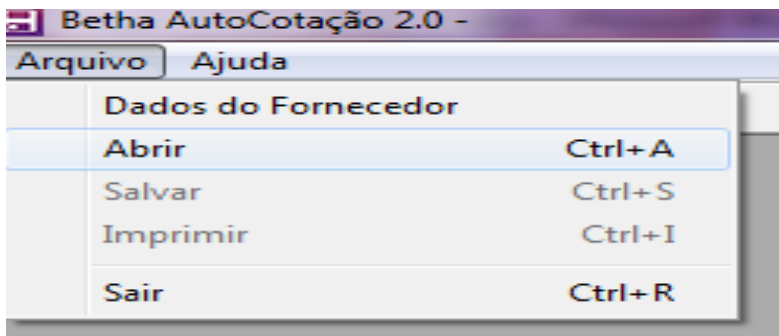 Betha AutoCotação 2.0 -
Arquivo Ajuda
Dados do Fornecedor
Abrir Ctrl+A
Salvar Ctrl+S
Imprimir Ctrl+I
Sair Ctrl+R